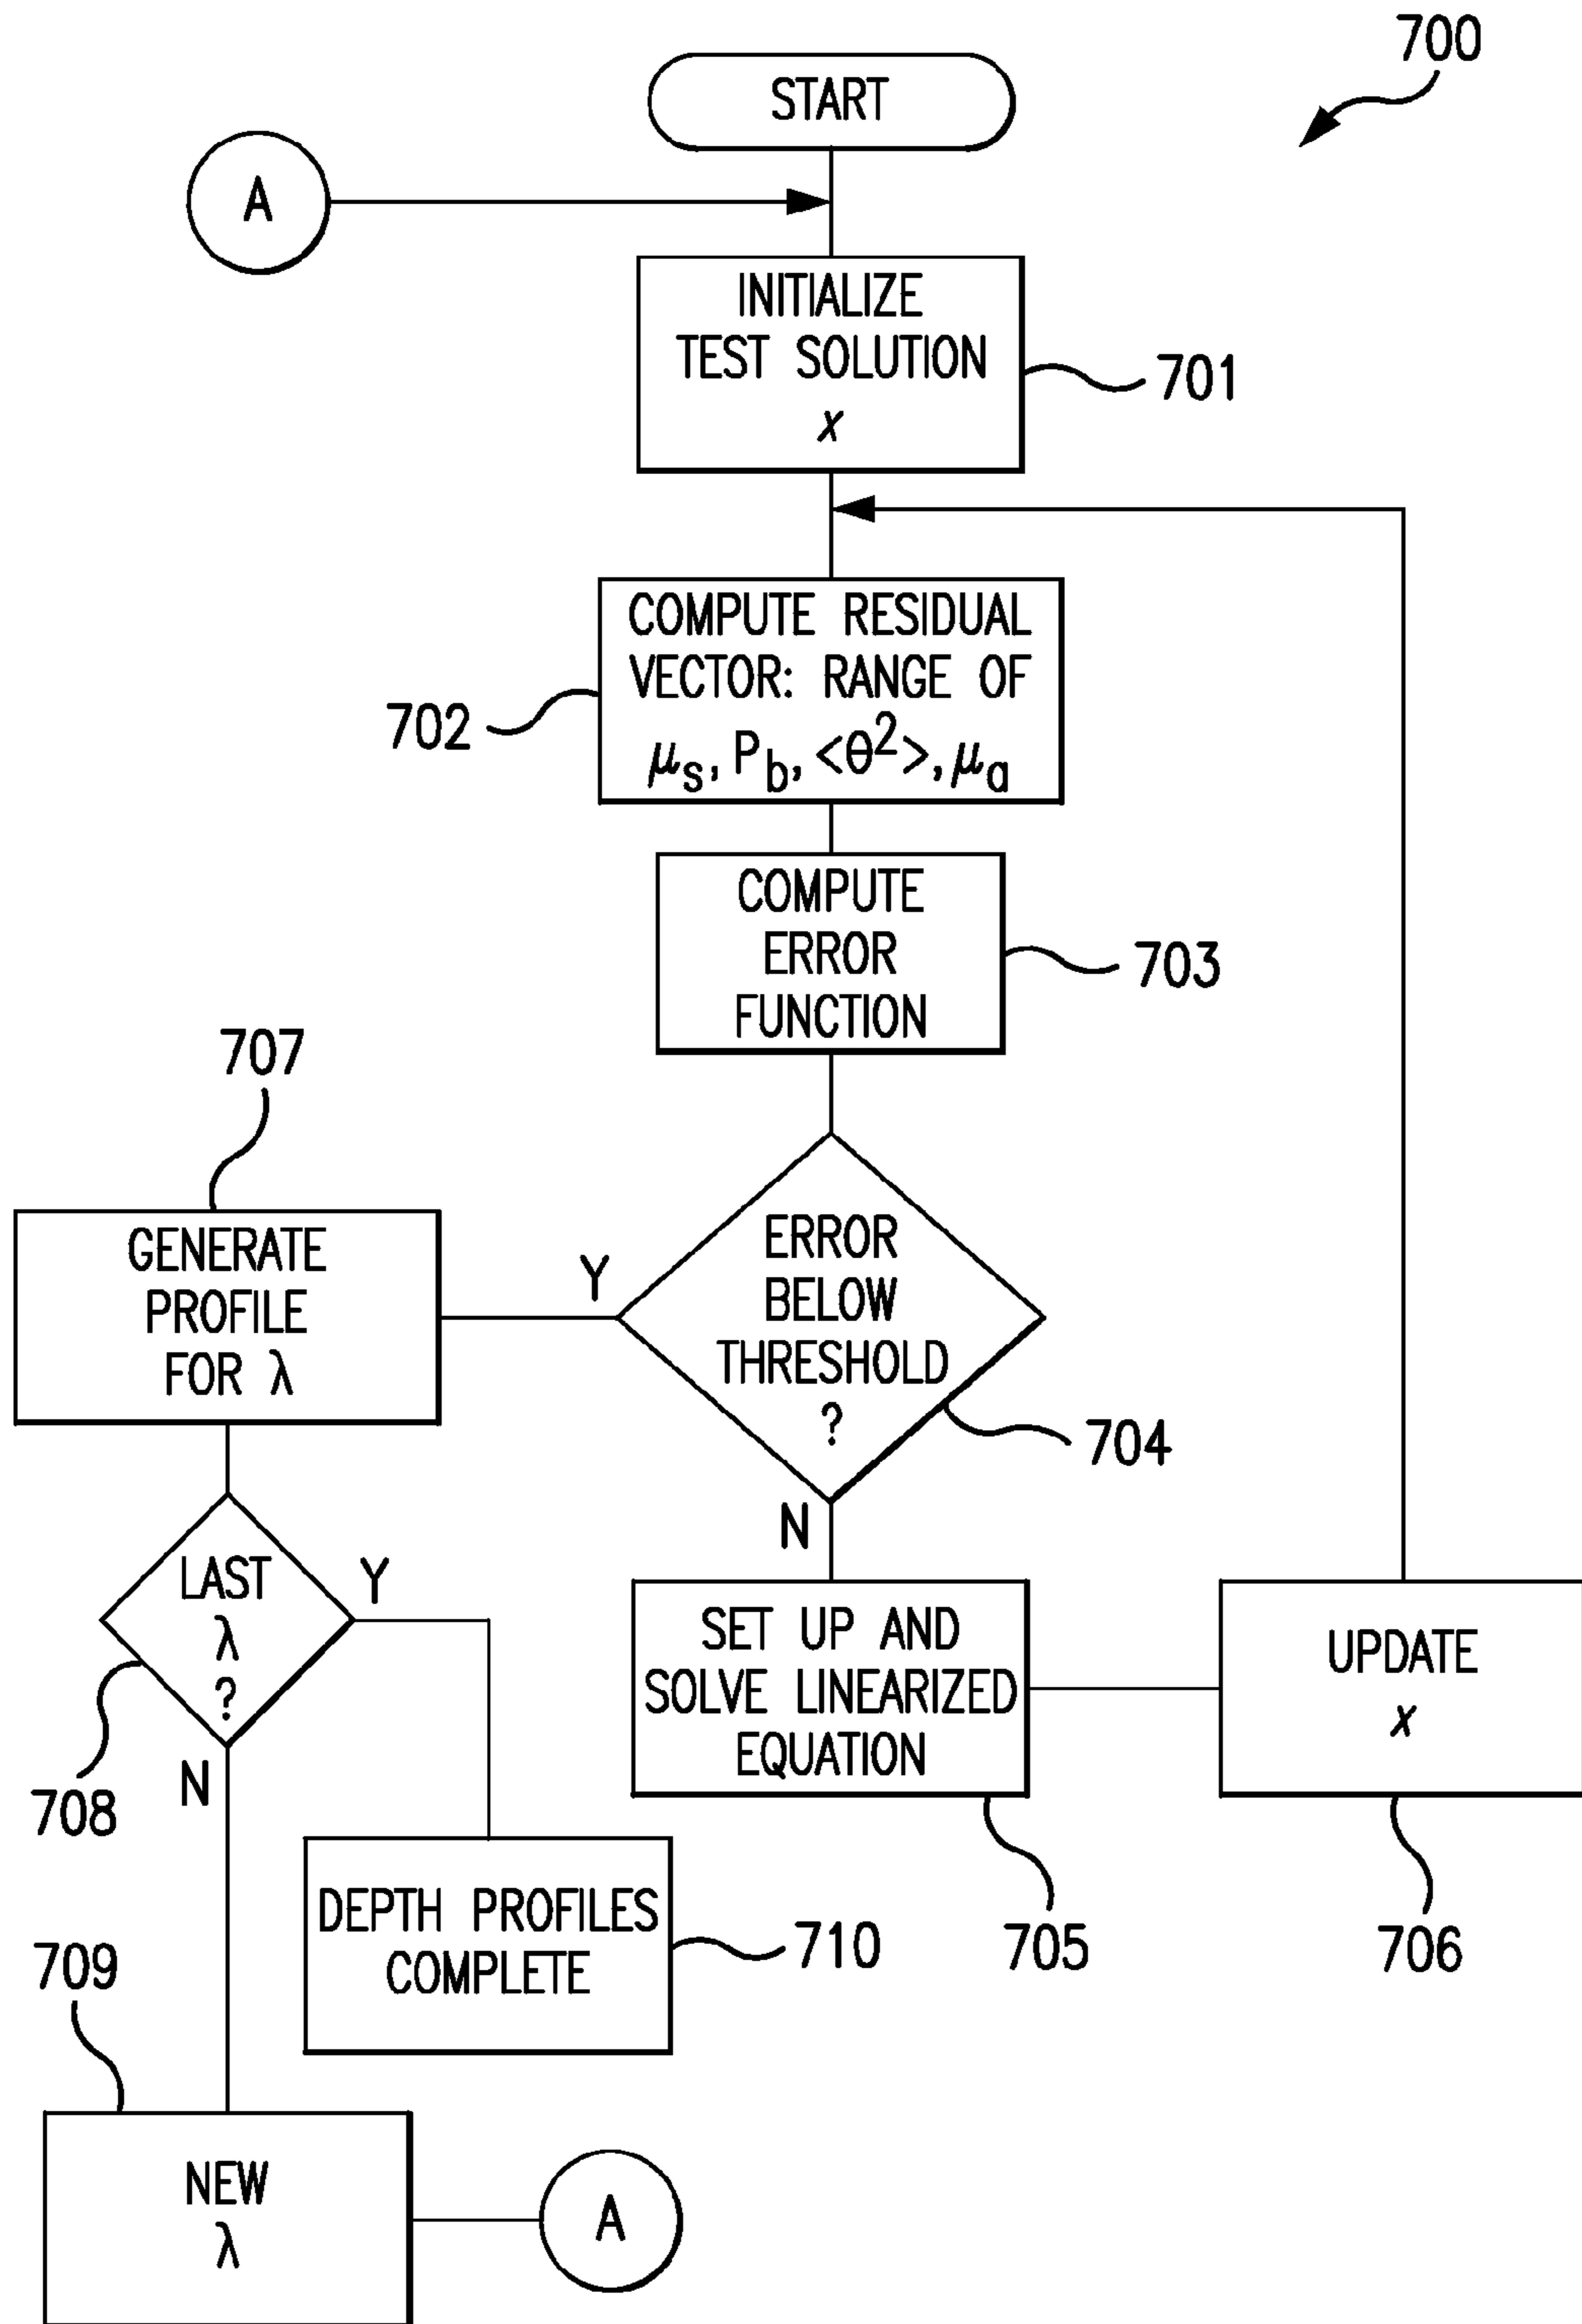 700
START
A
INITIALIZE
TEST SOLUTION
x
701
COMPUTE RESIDUAL
VECTOR: RANGE OF
μs, Pb, <θ²>, μa
702
COMPUTE
ERROR
FUNCTION
703
707
GENERATE
PROFILE
FOR λ
Y
ERROR
BELOW
THRESHOLD
?
704
N
LAST
λ
?
Y
708
N
SET UP AND
SOLVE LINEARIZED
EQUATION
705
UPDATE
x
706
DEPTH PROFILES
COMPLETE
710
709
NEW
λ
A